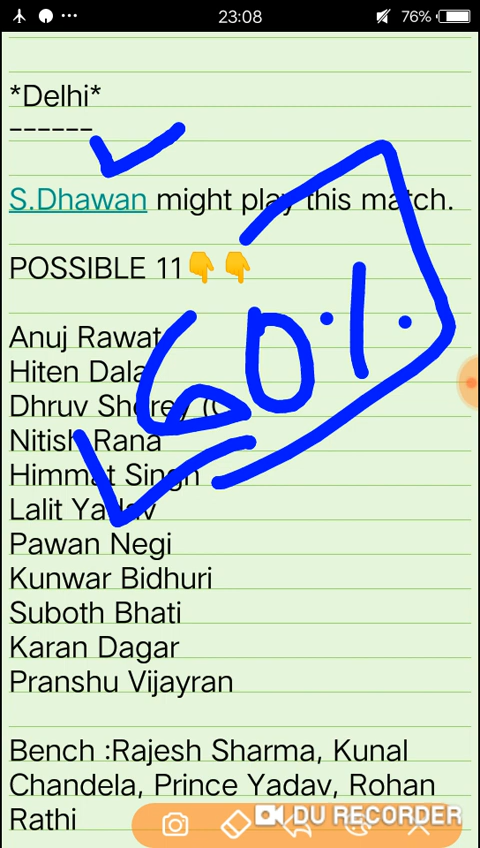 23:08
76%
*Delhi*
------
S.Dhawan might play this match.
POSSIBLE 11👇👇
Anuj Rawat
Hiten Dala
Dhruv Shorey (C
Nitish Rana
Himmat Singh
Lalit Yadav
60%
Pawan Negi
Kunwar Bidhuri
Suboth Bhati
Karan Dagar
Pranshu Vijayran
Bench :Rajesh Sharma, Kunal
Chandela, Prince Yadav, Rohan
Rathi
DU RECORDER